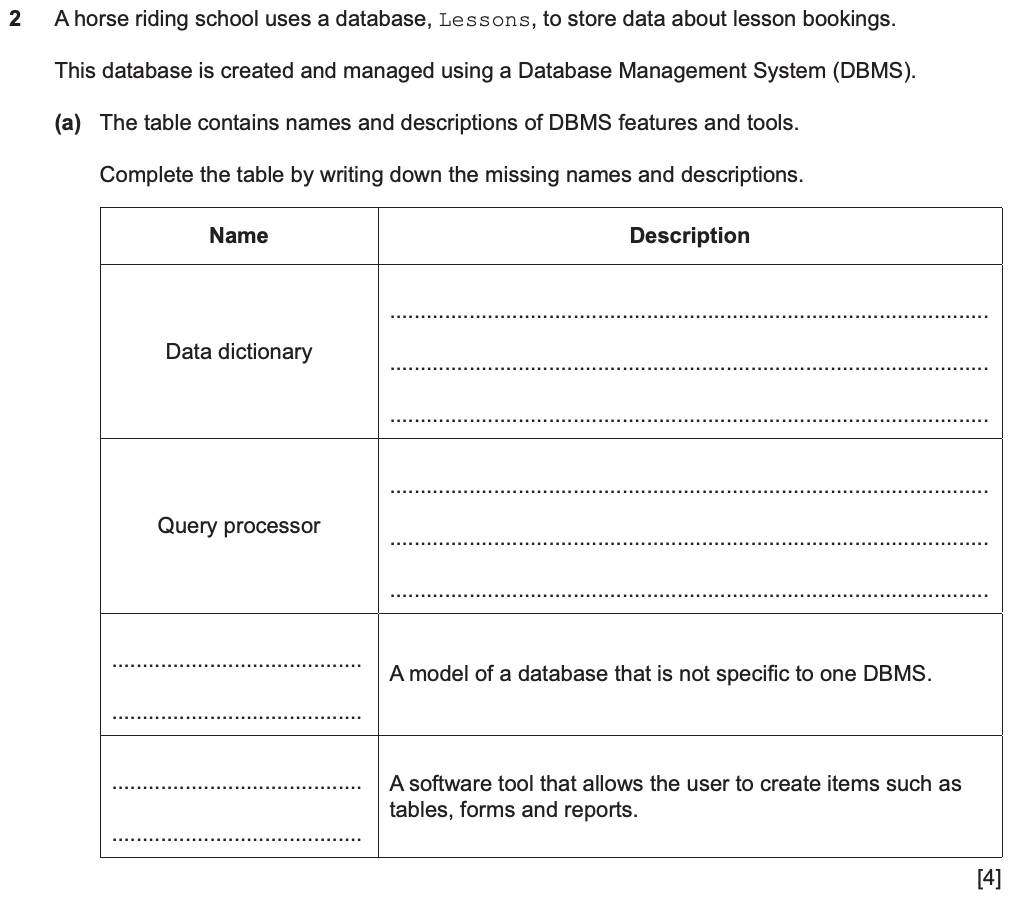 2 A horse riding school uses a database, Lessons, to store data about lesson bookings.
This database is created and managed using a Database Management System (DBMS).
(a) The table contains names and descriptions of DBMS features and tools.
Complete the table by writing down the missing names and descriptions.
Name Description
Data dictionary
Query processor
A model of a database that is not specific to one DBMS.
A software tool that allows the user to create items such as
tables, forms and reports.
[4]